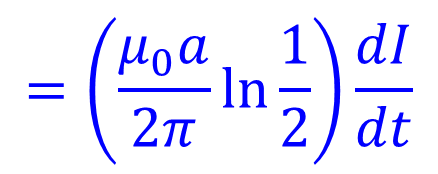 = (μ₀a/2π ln 1/2) dI/dt